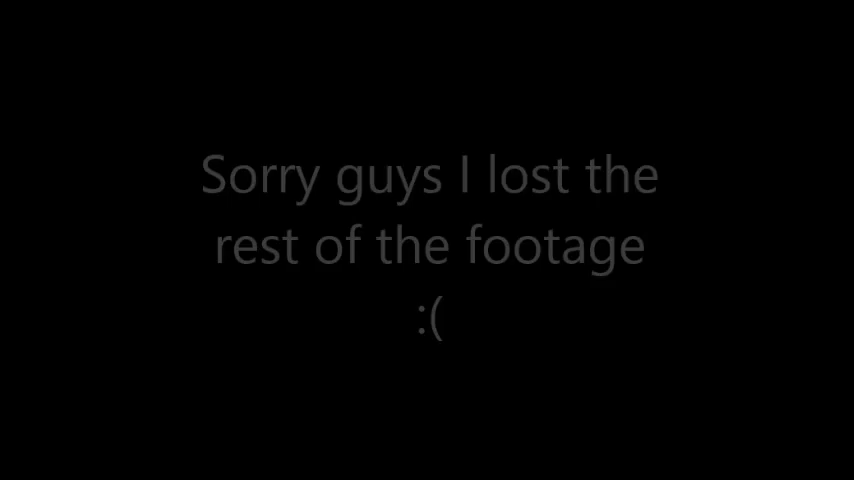 Sorry guys I lost the
rest of the footage
:(